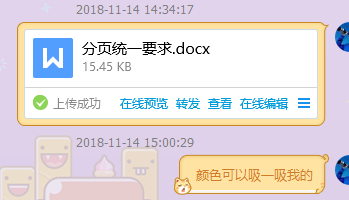 2018-11-14 14:34:17
分页统一要求.docx
15.45 KB
上传成功 在线预览 转发 查看 在线编辑
2018-11-14 15:00:29
颜色可以吸一吸我的